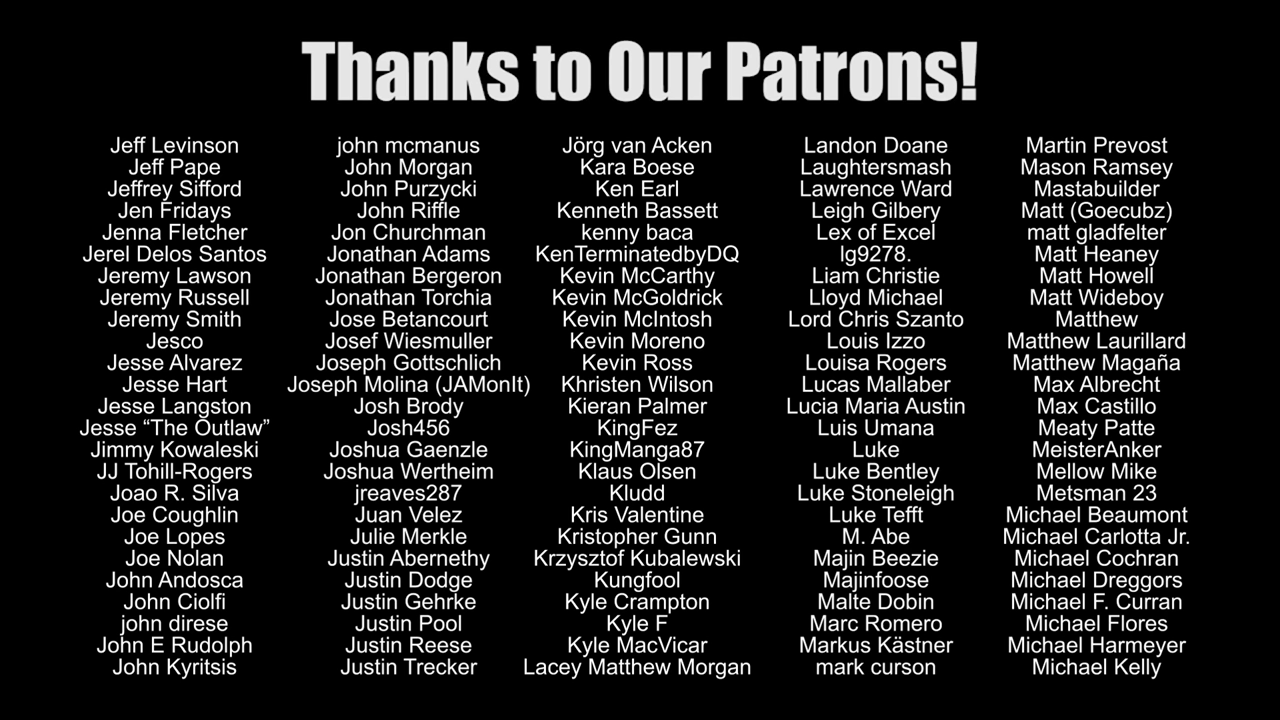 Thanks to Our Patrons!
Jeff Levinson
Jeff Pape
Jeffrey Sifford
Jen Fridays
Jenna Fletcher
Jerel Delos Santos
Jeremy Lawson
Jeremy Russell
Jeremy Smith
Jesco
Jesse Alvarez
Jesse Hart
Jesse Langston
Jesse “The Outlaw”
Jimmy Kowaleski
JJ Tohill-Rogers
Joao R. Silva
Joe Coughlin
Joe Lopes
Joe Nolan
John Andosca
John Ciolfi
john direse
John E Rudolph
John Kyritsis
john mcmanus
John Morgan
John Purzycki
John Riffle
Jon Churchman
Jonathan Adams
Jonathan Bergeron
Jonathan Torchia
Jose Betancourt
Josef Wiesmuller
Joseph Gottschlich
Joseph Molina (JAMonIt)
Josh Brody
Josh456
Joshua Gaenzle
Joshua Wertheim
jreaves287
Juan Velez
Julie Merkle
Justin Abernethy
Justin Dodge
Justin Gehrke
Justin Pool
Justin Reese
Justin Trecker
Jörg van Acken
Kara Boese
Ken Earl
Kenneth Bassett
kenny baca
KenTerminatedbyDQ
Kevin McCarthy
Kevin McGoldrick
Kevin McIntosh
Kevin Moreno
Kevin Ross
Khristen Wilson
Kieran Palmer
KingFez
KingManga87
Klaus Olsen
Kludd
Kris Valentine
Kristopher Gunn
Krzysztof Kubalewski
Kungfool
Kyle Crampton
Kyle F
Kyle MacVicar
Lacey Matthew Morgan
Landon Doane
Laughtersmash
Lawrence Ward
Leigh Gilbery
Lex of Excel
lg9278.
Liam Christie
Lloyd Michael
Lord Chris Szanto
Louis Izzo
Louisa Rogers
Lucas Mallaber
Lucia Maria Austin
Luis Umana
Luke
Luke Bentley
Luke Stoneleigh
Luke Tefft
M. Abe
Majin Beezie
Majinfoose
Malte Dobin
Marc Romero
Markus Kästner
mark curson
Martin Prevost
Mason Ramsey
Mastabuilder
Matt (Goecubz)
matt gladfelter
Matt Heaney
Matt Howell
Matt Wideboy
Matthew
Matthew Laurillard
Matthew Magaña
Max Albrecht
Max Castillo
Meaty Patte
MeisterAnker
Mellow Mike
Metsman 23
Michael Beaumont
Michael Carlotta Jr.
Michael Cochran
Michael Dreggors
Michael F. Curran
Michael Flores
Michael Harmeyer
Michael Kelly